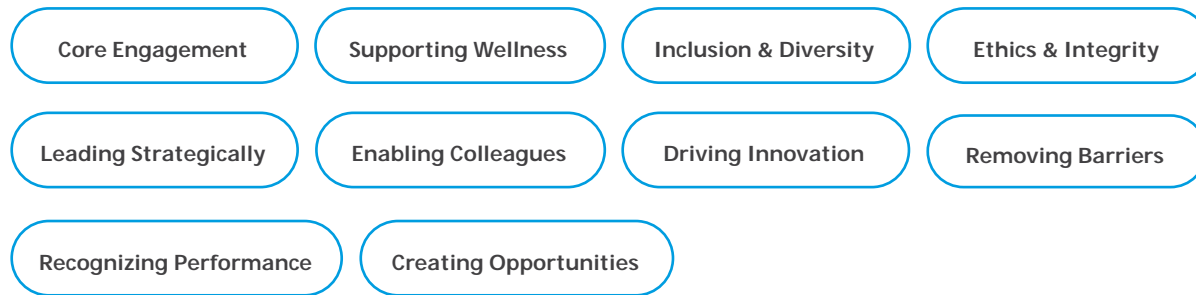 Core Engagement
Supporting Wellness
Inclusion & Diversity
Ethics & Integrity
Leading Strategically
Enabling Colleagues
Driving Innovation
Removing Barriers
Recognizing Performance
Creating Opportunities